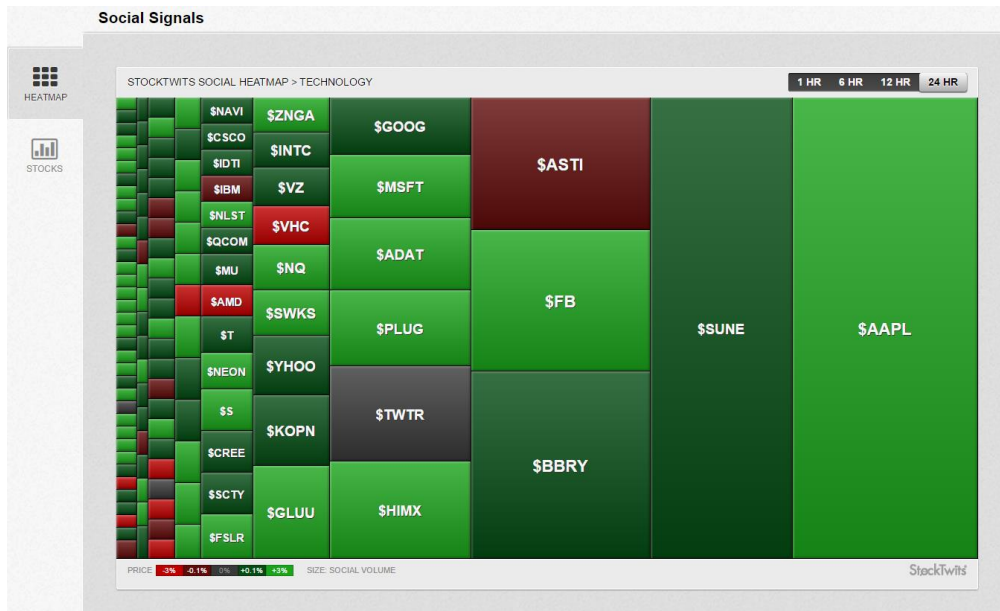 Social Signals
HEATMAP
STOCKS
STOCKTWITS SOCIAL HEATMAP > TECHNOLOGY
1 HR 6 HR 12 HR 24 HR
$NAVI
$CSCO
$IDTI
$IBM
$NLST
$QCOM
$MU
$AMD
$T
$NEON
$S
$CREE
$SCTY
$FSLR
$ZNGA
$INTC
$VZ
$VHC
$NQ
$SWKS
$YHOO
$KOPN
$GLUU
$GOOG
$MSFT
$ADAT
$PLUG
$TWTR
$HIMX
$ASTI
$FB
$BBRY
$SUNE
$AAPL
PRICE -3% -0.1% 0% +0.1% +3% SIZE: SOCIAL VOLUME
StockTwits